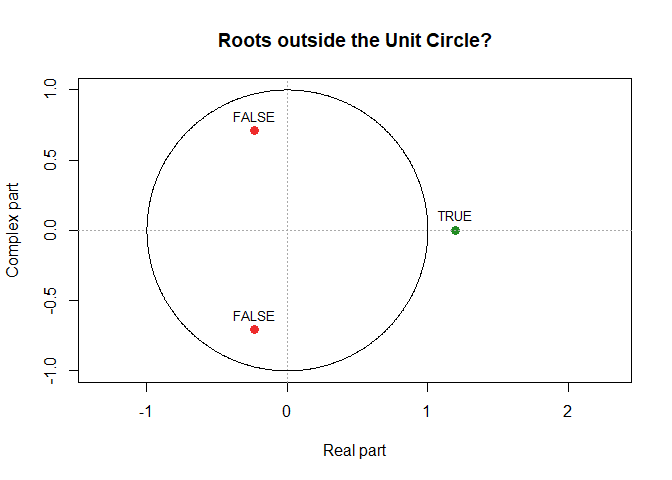 Roots outside the Unit Circle?
Complex part
1.0
0.5
0.0
-0.5
-1.0
FALSE
TRUE
FALSE
-1
0
1
2
Real part